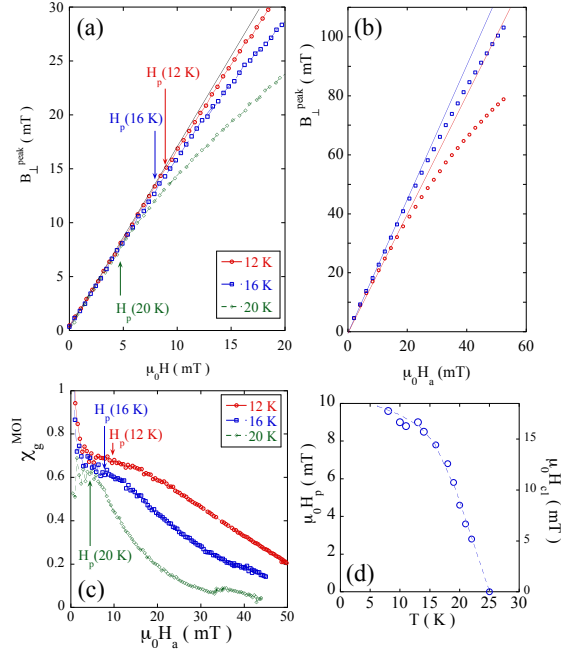 (a)
H_p(12 K)
H_p(16 K)
H_p(20 K)
12 K
16 K
20 K
B_⊥^peak ( mT )
30
25
20
15
10
5
0
0 5 10 15 20
μ_0H ( mT )
(b)
B_⊥^peak ( mT )
100
80
60
40
20
0
0 20 40 60
μ_0H_a (mT)
H_p(16 K)
H_p(12 K)
H_p(20 K)
12 K
16 K
20 K
(c)
χ_g^MOI
1
0.8
0.6
0.4
0.2
0
0 10 20 30 40 50
μ_0H_a ( mT )
(d)
μ_0H_p ( mT )
10
8
6
4
2
0
μ_0H_c1 ( mT )
15
10
5
0
0 5 10 15 20 25 30
T ( K )